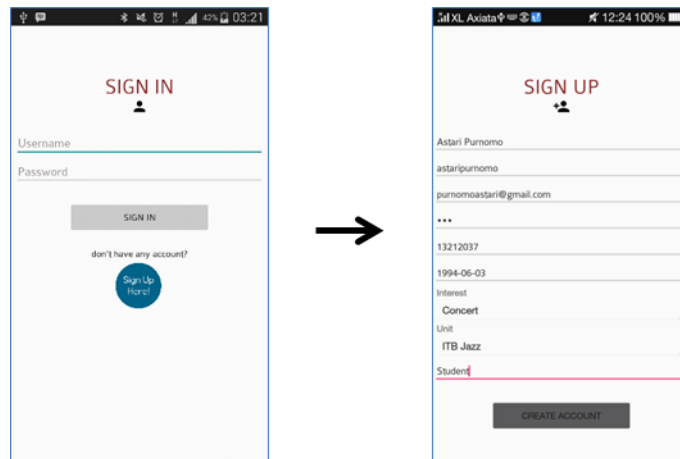 42% 03:21
SIGN IN
Username
Password
SIGN IN
don't have any account?
Sign Up
Here!
XL Axiata 12:24 100%
SIGN UP
Astari Purnomo
astaripurnomo
purnomoastari@gmail.com
•••
13212037
1994-06-03
Interest
Concert
Unit
ITB Jazz
Student
CREATE ACCOUNT